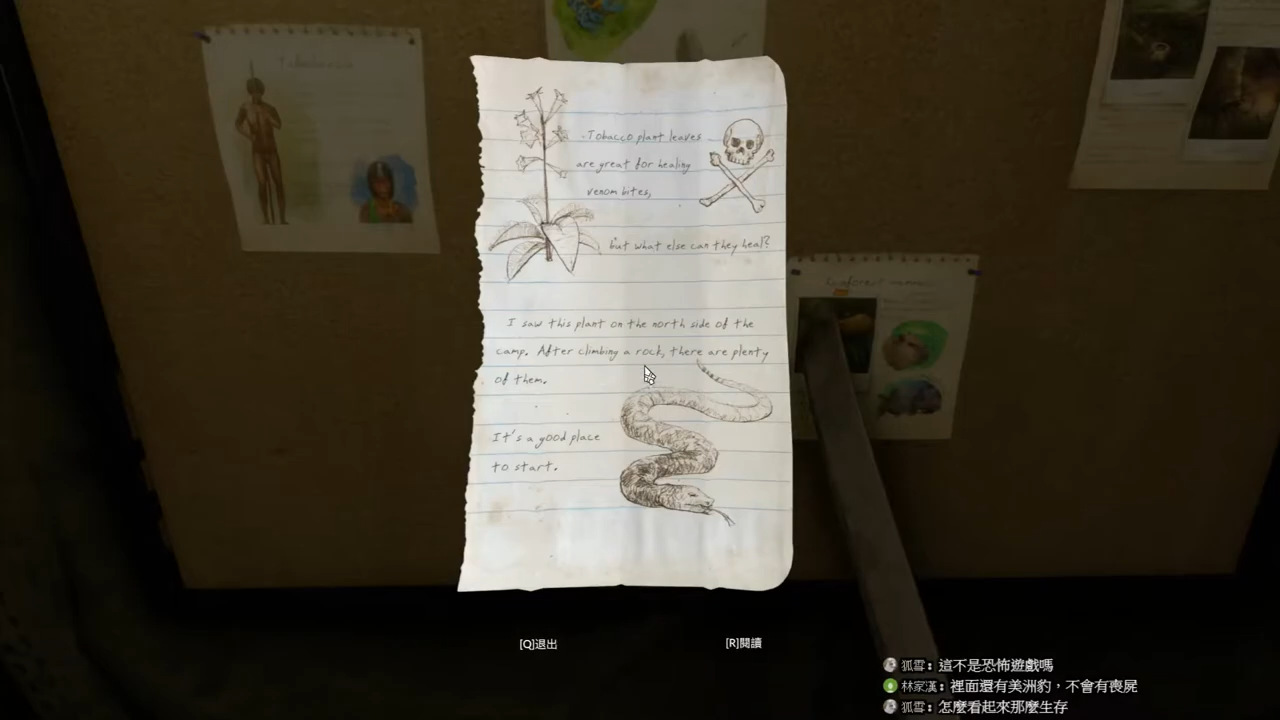 Tobacco plant leaves
are great for healing
venom bites,
but what else can they heal?
I saw this plant on the north side of the
camp. After climbing a rock, there are plenty
of them.
It's a good place
to start.
[Q]退出
[R]閱讀
狐雪: 這不是恐怖遊戲嗎
林家漢: 裡面還有美洲豹，不會有喪屍
狐雪: 怎麼看起來那麼生存